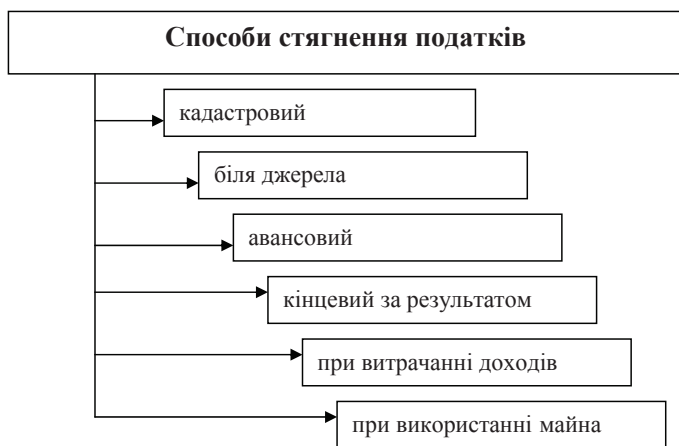 Способи стягнення податків
кадастровий
біля джерела
авансовий
кінцевий за результатом
при витрачанні доходів
при використанні майна